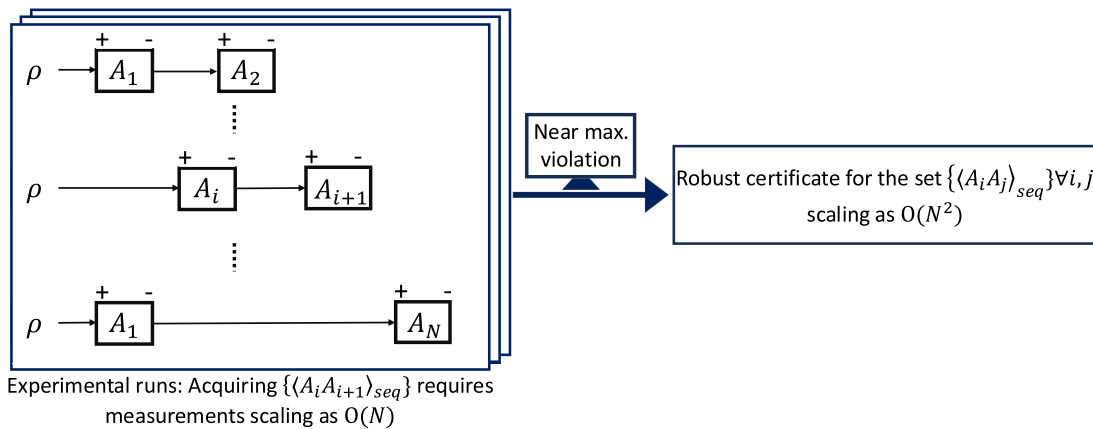 + - 
ρ A₁ A₂
+ -
+ - + -
ρ Aᵢ Aᵢ₊₁
+ - + -
ρ A₁ A_N
Experimental runs: Acquiring {⟨AᵢAᵢ₊₁⟩seq} requires
measurements scaling as O(N)
Near max.
violation
Robust certificate for the set {⟨AᵢAⱼ⟩seq}∀i, j
scaling as O(N²)